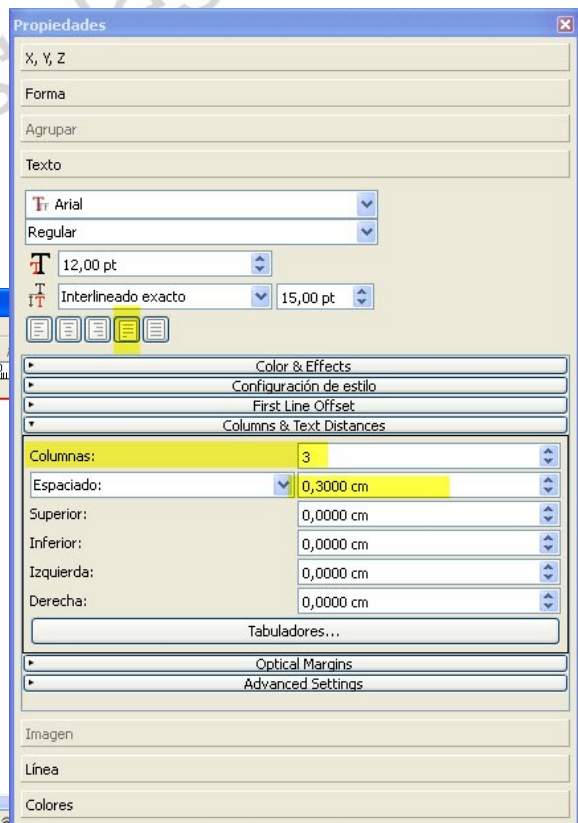 Propiedades
X, Y, Z
Forma
Agrupar
Texto
Arial
Regular
12,00 pt
Interlineado exacto 15,00 pt
Color & Effects
Configuración de estilo
First Line Offset
Columns & Text Distances
Columnas: 3
Espaciado: 0,3000 cm
Superior: 0,0000 cm
Inferior: 0,0000 cm
Izquierda: 0,0000 cm
Derecha: 0,0000 cm
Tabuladores...
Optical Margins
Advanced Settings
Imagen
Línea
Colores